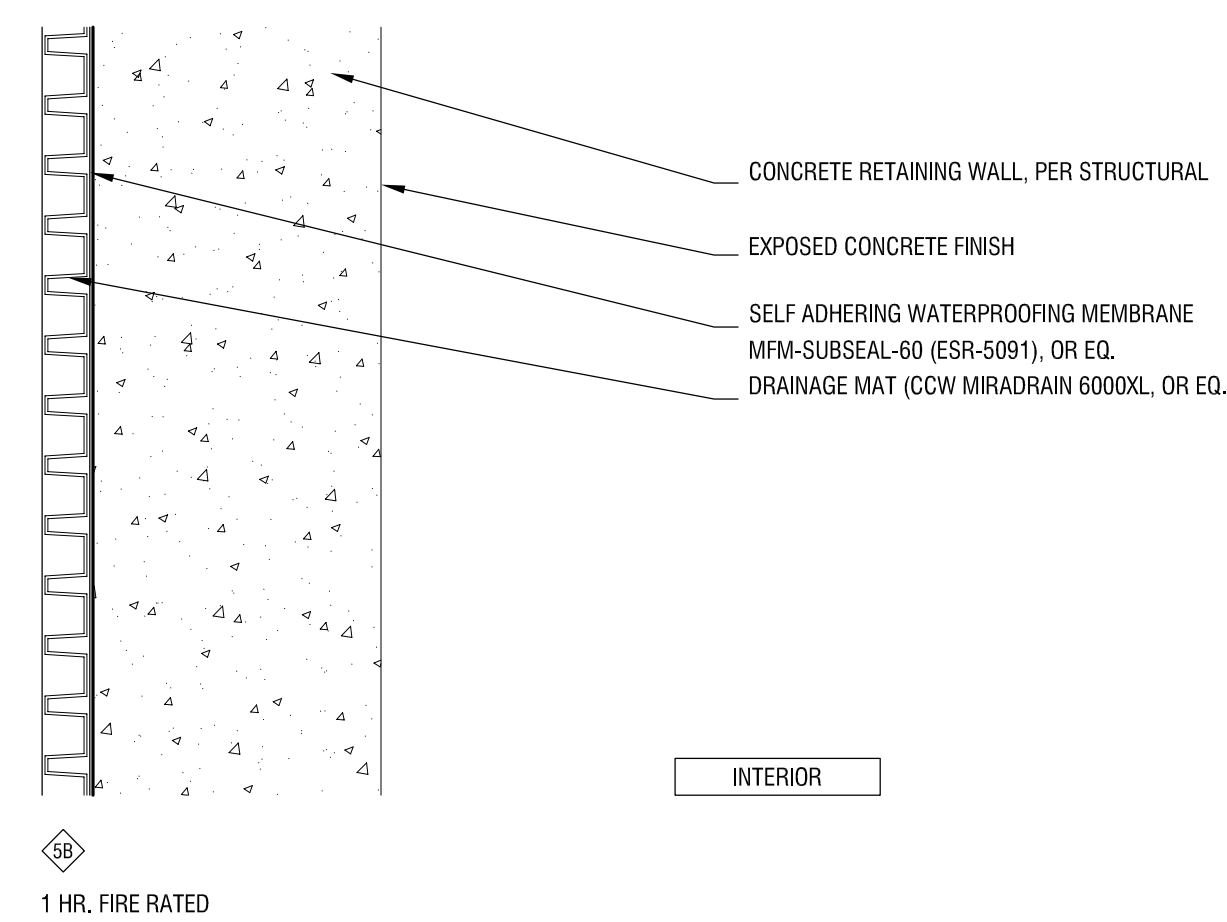 CONCRETE RETAINING WALL, PER STRUCTURAL
EXPOSED CONCRETE FINISH
SELF ADHERING WATERPROOFING MEMBRANE
MFM-SUBSEAL-60 (ESR-5091), OR EQ.
DRAINAGE MAT (CCW MIRADRAIN 6000XL, OR EQ.
INTERIOR
5B
1 HR. FIRE RATED